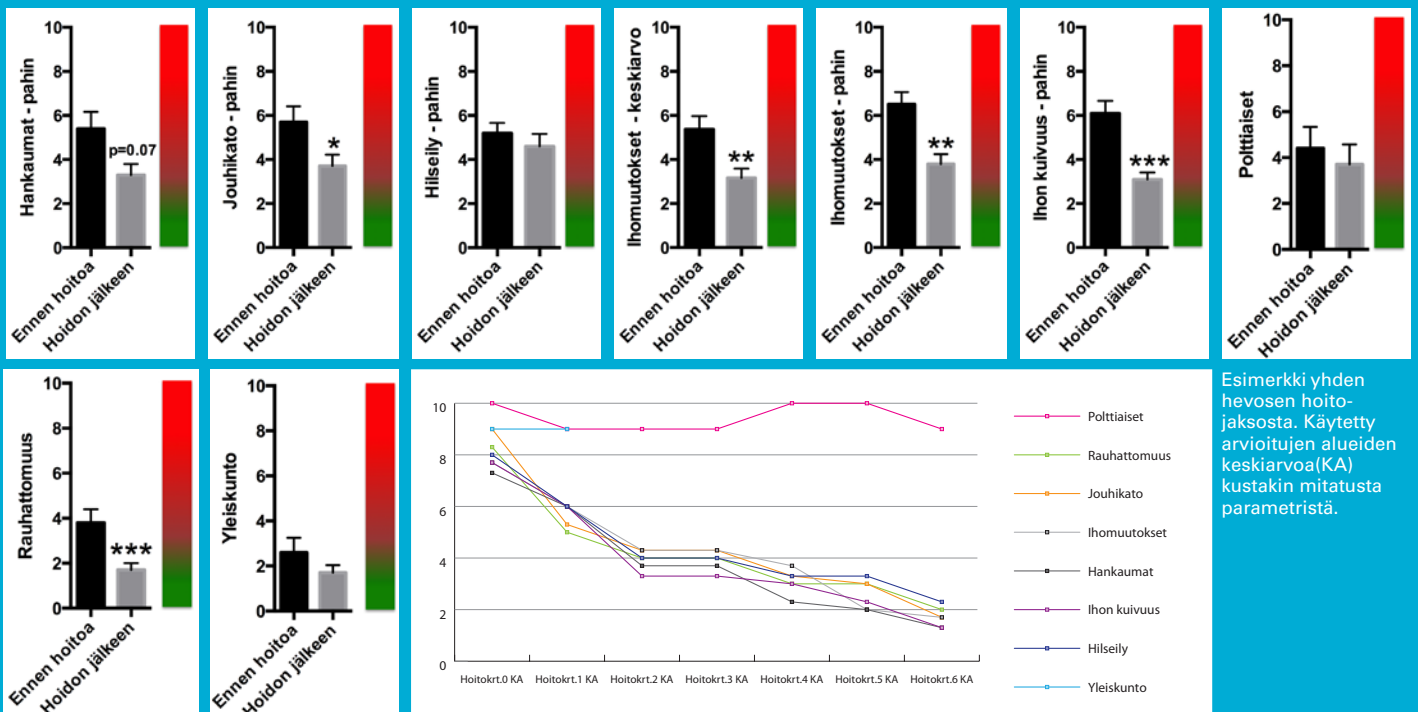 Hankaumat - pahin
10
8
6
4
2
0
p=0.07
Ennen hoitoa
Hoidon jälkeen
Jouhikato - pahin
10
8
6
4
2
0
*
Ennen hoitoa
Hoidon jälkeen
Hilseily - pahin
10
8
6
4
2
0
Ennen hoitoa
Hoidon jälkeen
Ihomuutokset - keskiarvo
10
8
6
4
2
0
**
Ennen hoitoa
Hoidon jälkeen
Ihomuutokset - pahin
10
8
6
4
2
0
**
Ennen hoitoa
Hoidon jälkeen
Ihon kuivuus - pahin
10
8
6
4
2
0
***
Ennen hoitoa
Hoidon jälkeen
Polttiaiset
10
8
6
4
2
0
Ennen hoitoa
Hoidon jälkeen
Rauhattomuus
10
8
6
4
2
0
***
Ennen hoitoa
Hoidon jälkeen
Yleiskunto
10
8
6
4
2
0
Ennen hoitoa
Hoidon jälkeen
10
8
6
4
2
0
Hoitokrt.0 KA Hoitokrt.1 KA Hoitokrt.2 KA Hoitokrt.3 KA Hoitokrt.4 KA Hoitokrt.5 KA Hoitokrt.6 KA
Polttiaiset
Rauhattomuus
Jouhikato
Ihomuutokset
Hankaumat
Ihon kuivuus
Hilseily
Yleiskunto
Esimerkki yhden
hevosen hoito-
jaksosta. Käytetty
arvioitujen alueiden
keskiarvoa(KA)
kustakin mitatusta
parametristä.